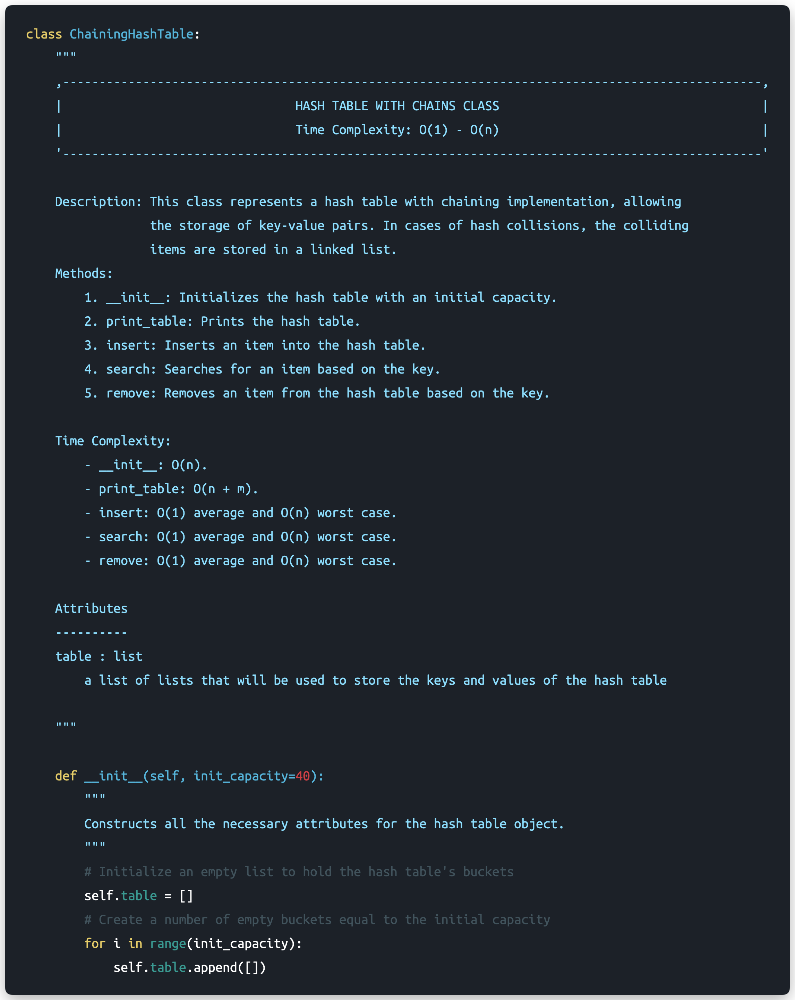 class ChainingHashTable:
    """
    ,------------------------------------------------------------------------------------------------,
    |                                HASH TABLE WITH CHAINS CLASS                                    |
    |                                Time Complexity: O(1) - O(n)                                    |
    '------------------------------------------------------------------------------------------------'

    Description: This class represents a hash table with chaining implementation, allowing
                 the storage of key-value pairs. In cases of hash collisions, the colliding
                 items are stored in a linked list.
    Methods:
        1. __init__: Initializes the hash table with an initial capacity.
        2. print_table: Prints the hash table.
        3. insert: Inserts an item into the hash table.
        4. search: Searches for an item based on the key.
        5. remove: Removes an item from the hash table based on the key.

    Time Complexity:
        - __init__: O(n).
        - print_table: O(n + m).
        - insert: O(1) average and O(n) worst case.
        - search: O(1) average and O(n) worst case.
        - remove: O(1) average and O(n) worst case.

    Attributes
    ----------
    table : list
        a list of lists that will be used to store the keys and values of the hash table

    """

    def __init__(self, init_capacity=40):
        """
        Constructs all the necessary attributes for the hash table object.
        """
        # Initialize an empty list to hold the hash table's buckets
        self.table = []
        # Create a number of empty buckets equal to the initial capacity
        for i in range(init_capacity):
            self.table.append([])